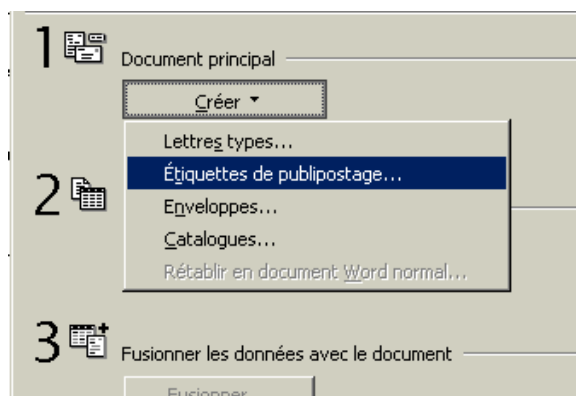 1
Document principal
Créer
Lettres types...
Étiquettes de publipostage...
2
Enveloppes...
Catalogues...
Rétablir en document Word normal...
3
Fusionner les données avec le document
Fusionner...